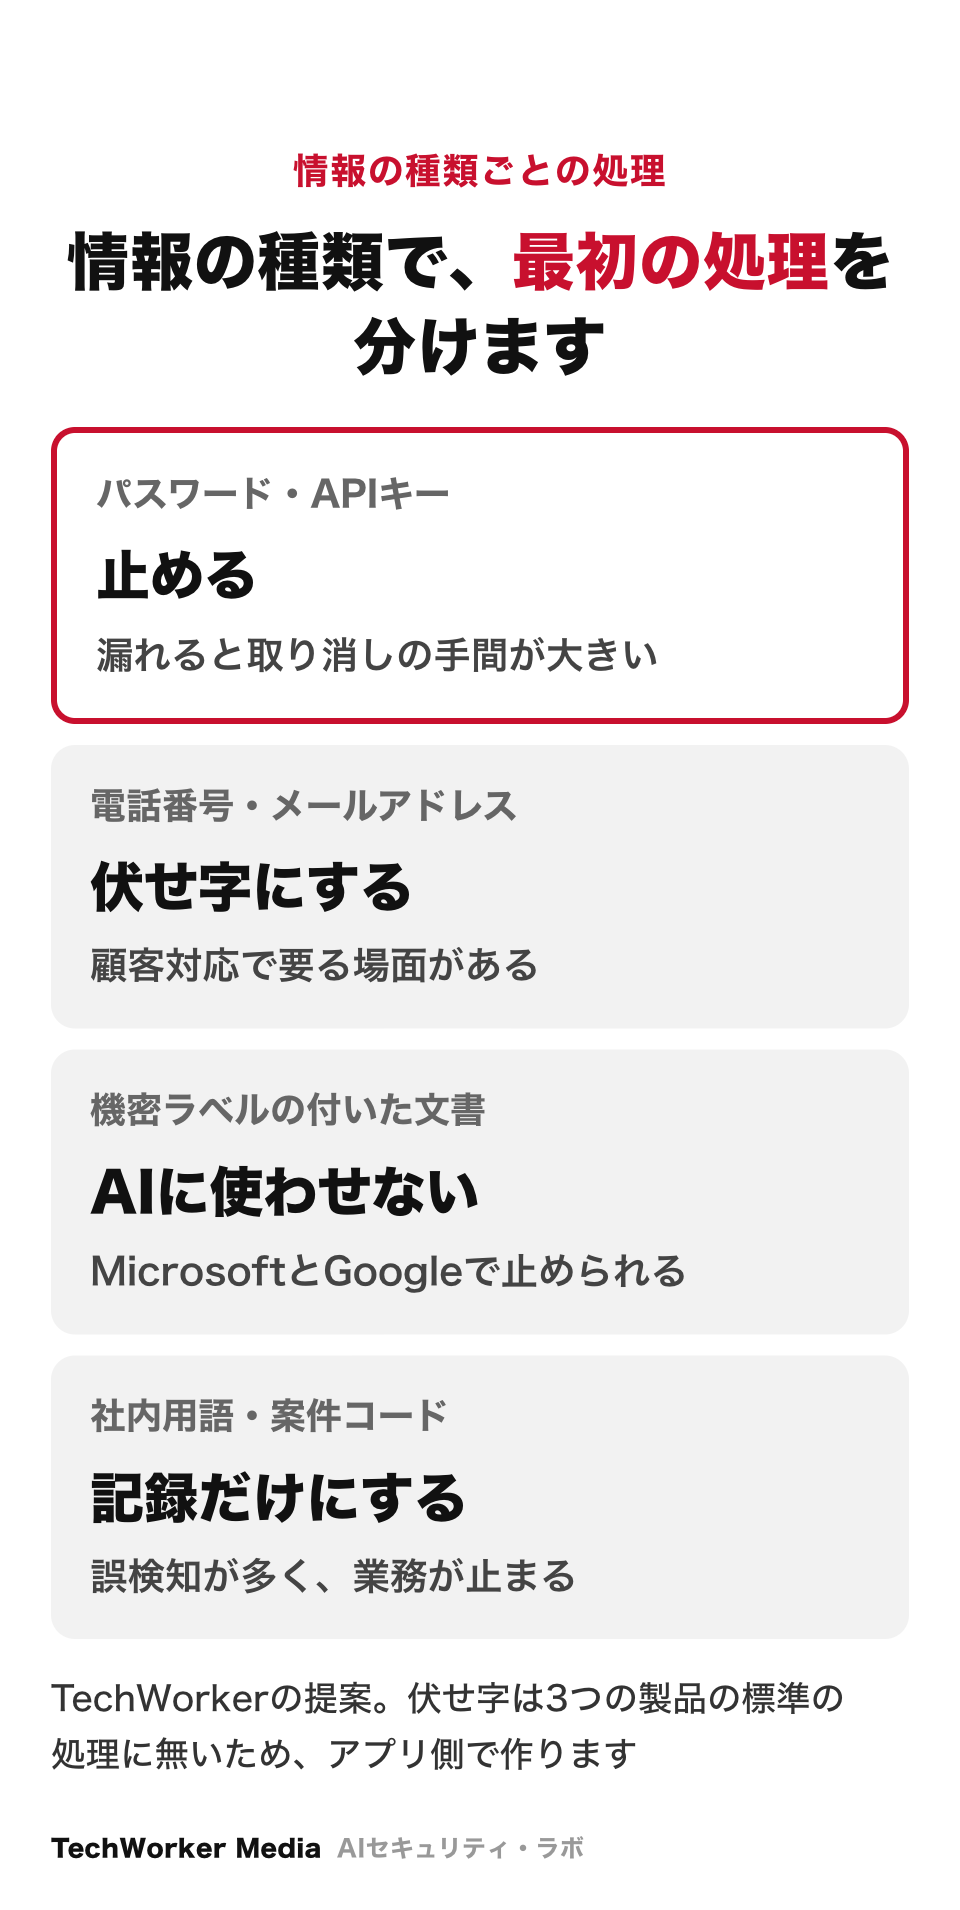 情報の種類ごとの処理
情報の種類で、最初の処理を
分けます
パスワード・APIキー
止める
漏れると取り消しの手間が大きい
電話番号・メールアドレス
伏せ字にする
顧客対応で要る場面がある
機密ラベルの付いた文書
AIに使わせない
MicrosoftとGoogleで止められる
社内用語・案件コード
記録だけにする
誤検知が多く、業務が止まる
TechWorkerの提案。伏せ字は3つの製品の標準の
処理に無いため、アプリ側で作ります
TechWorker Media AIセキュリティ・ラボ